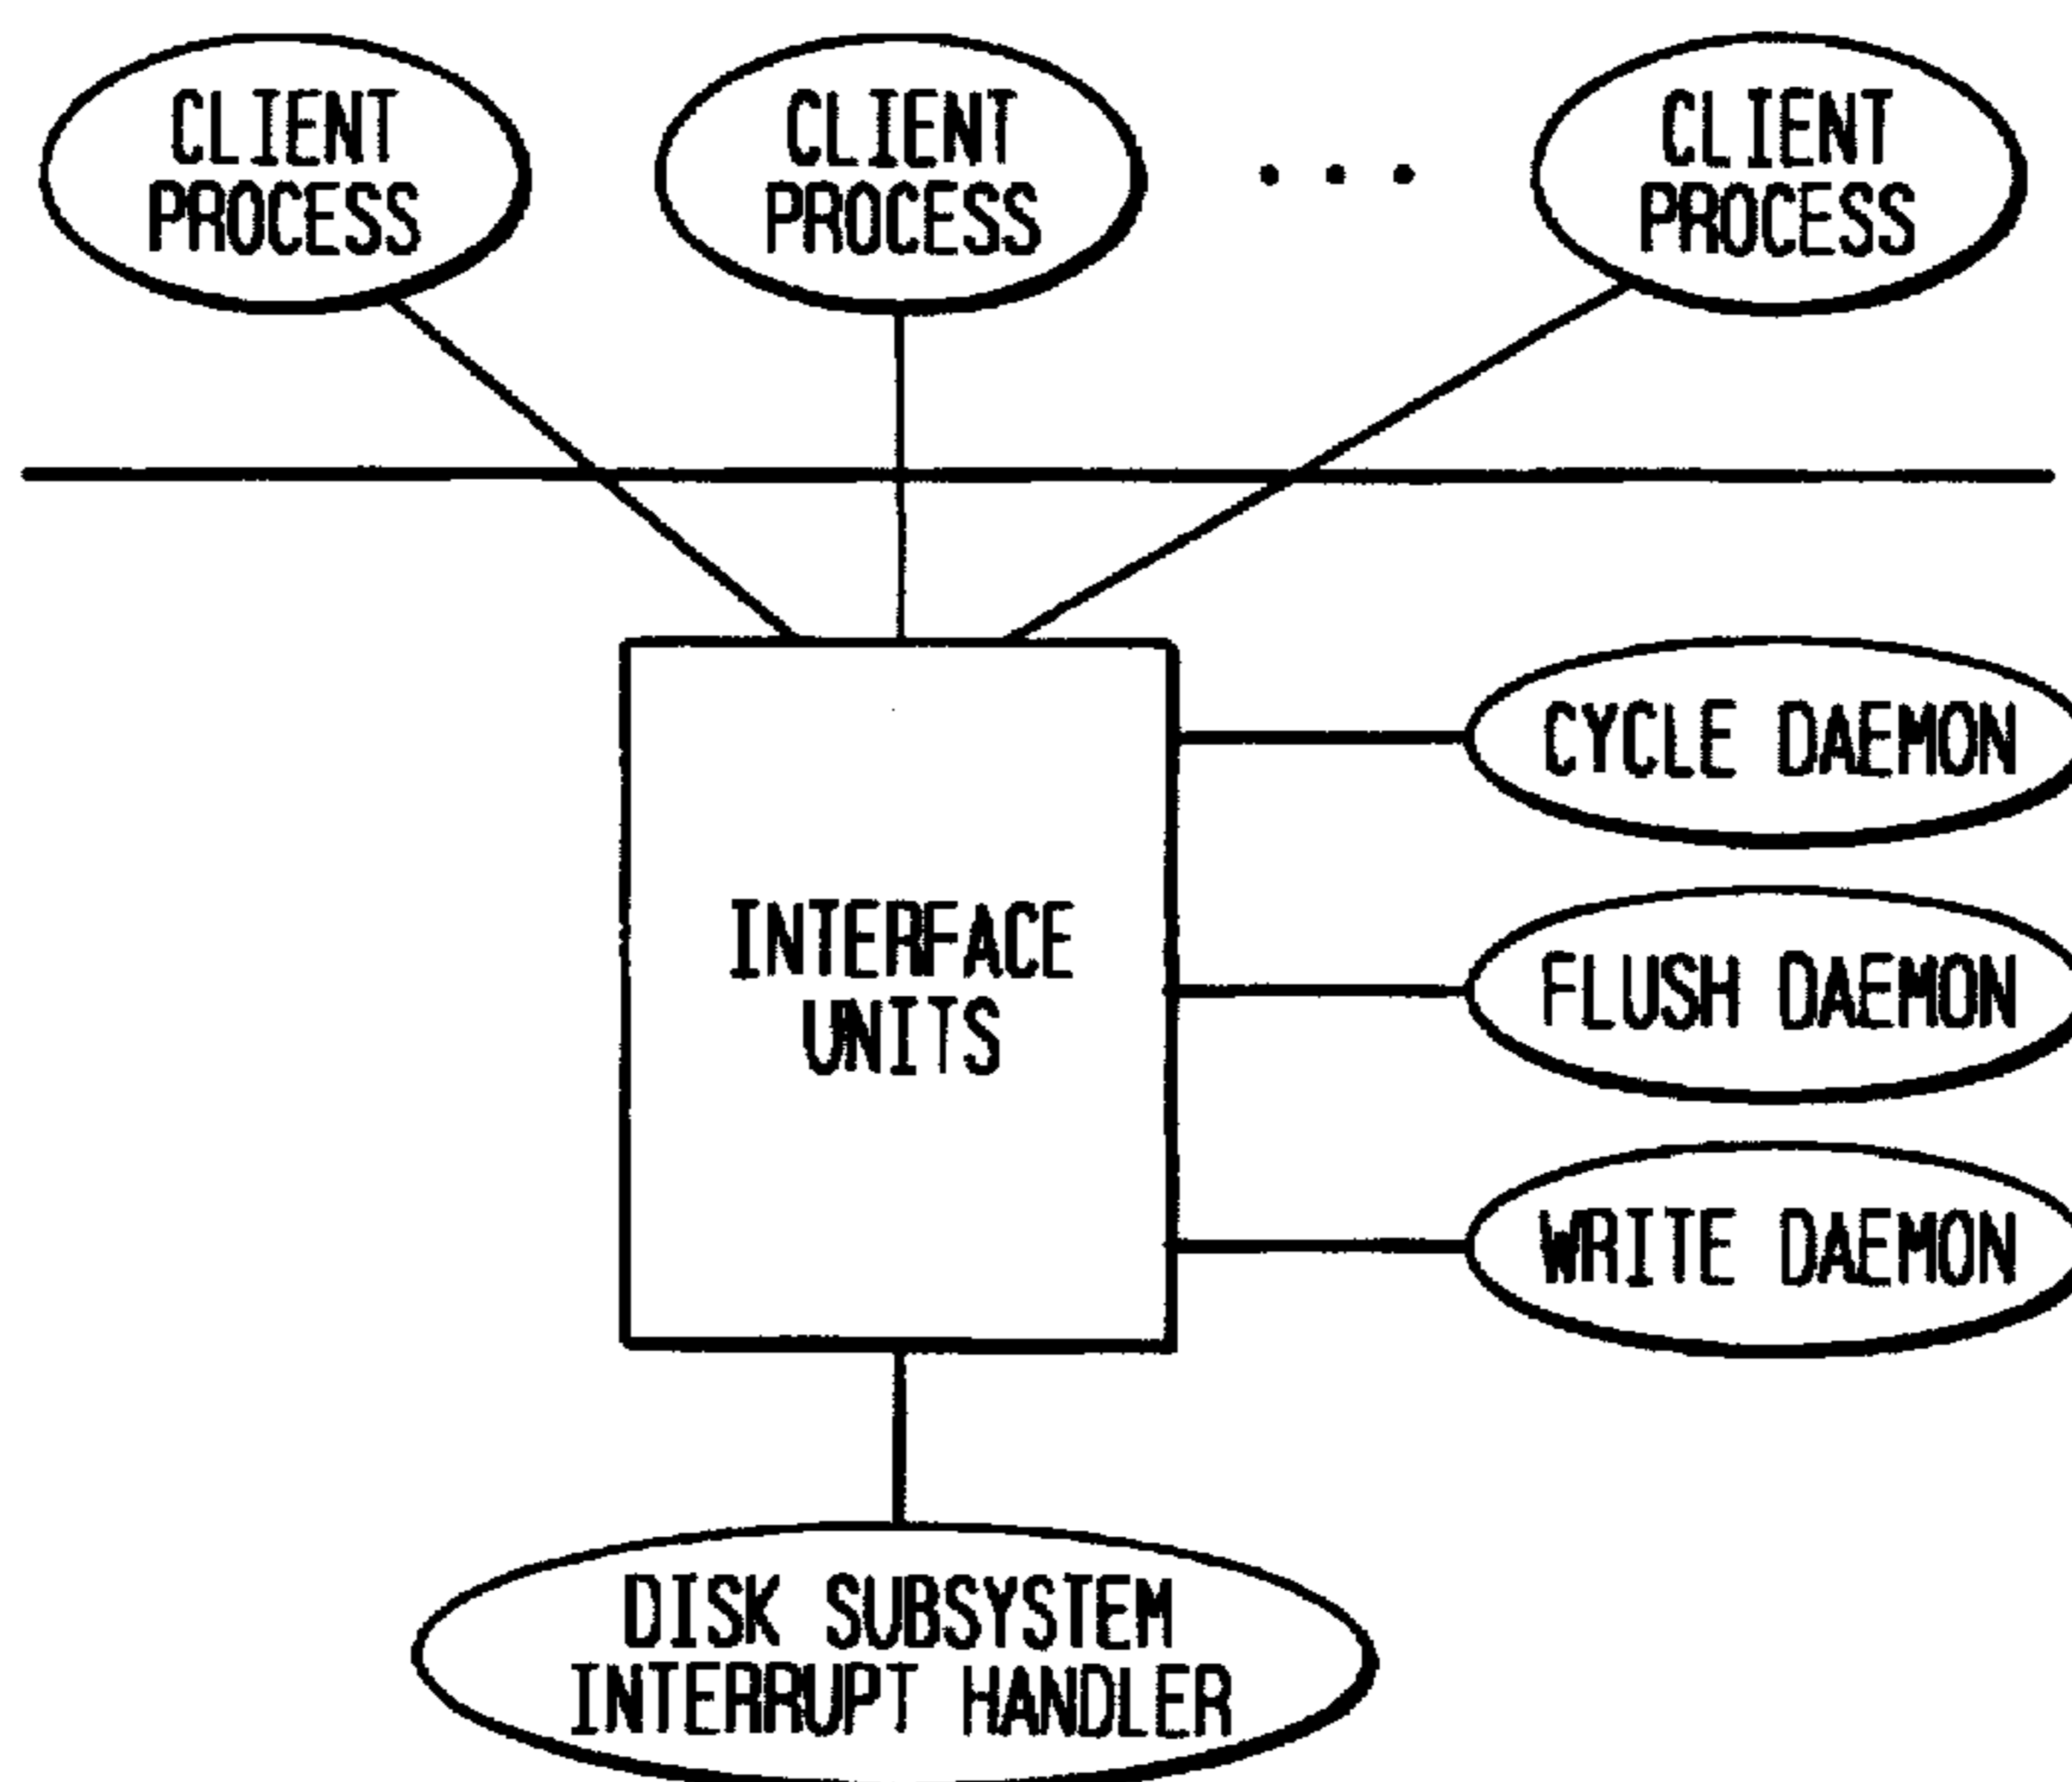 CLIENT
PROCESS
CLIENT
PROCESS
CLIENT
PROCESS
CYCLE DAEMON
INTERFACE
UNITS
FLUSH DAEMON
WRITE DAEMON
DISK SUBSYSTEM
INTERRUPT HANDLER